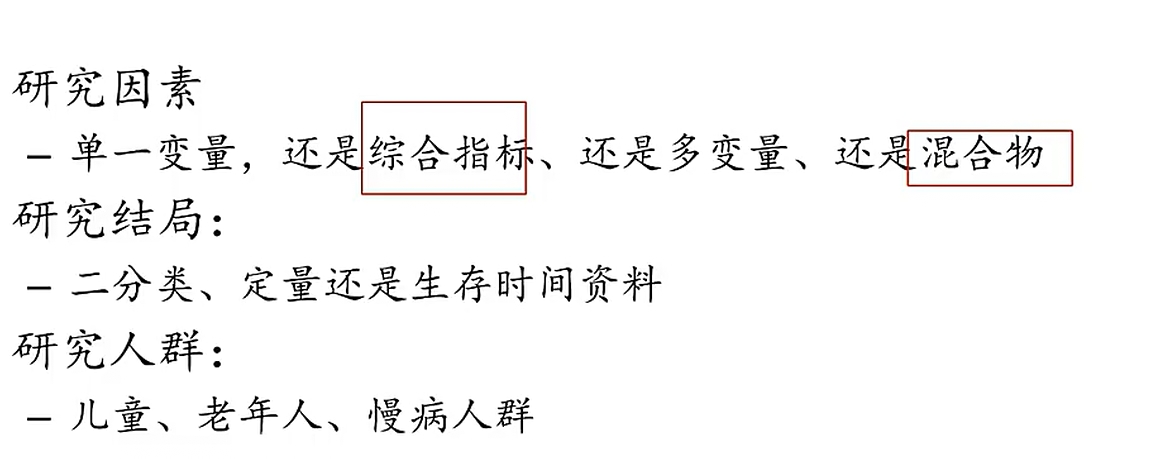 研究因素
– 单一变量，还是综合指标、还是多变量、还是混合物
研究结局：
– 二分类、定量还是生存时间资料
研究人群：
– 儿童、老年人、慢病人群